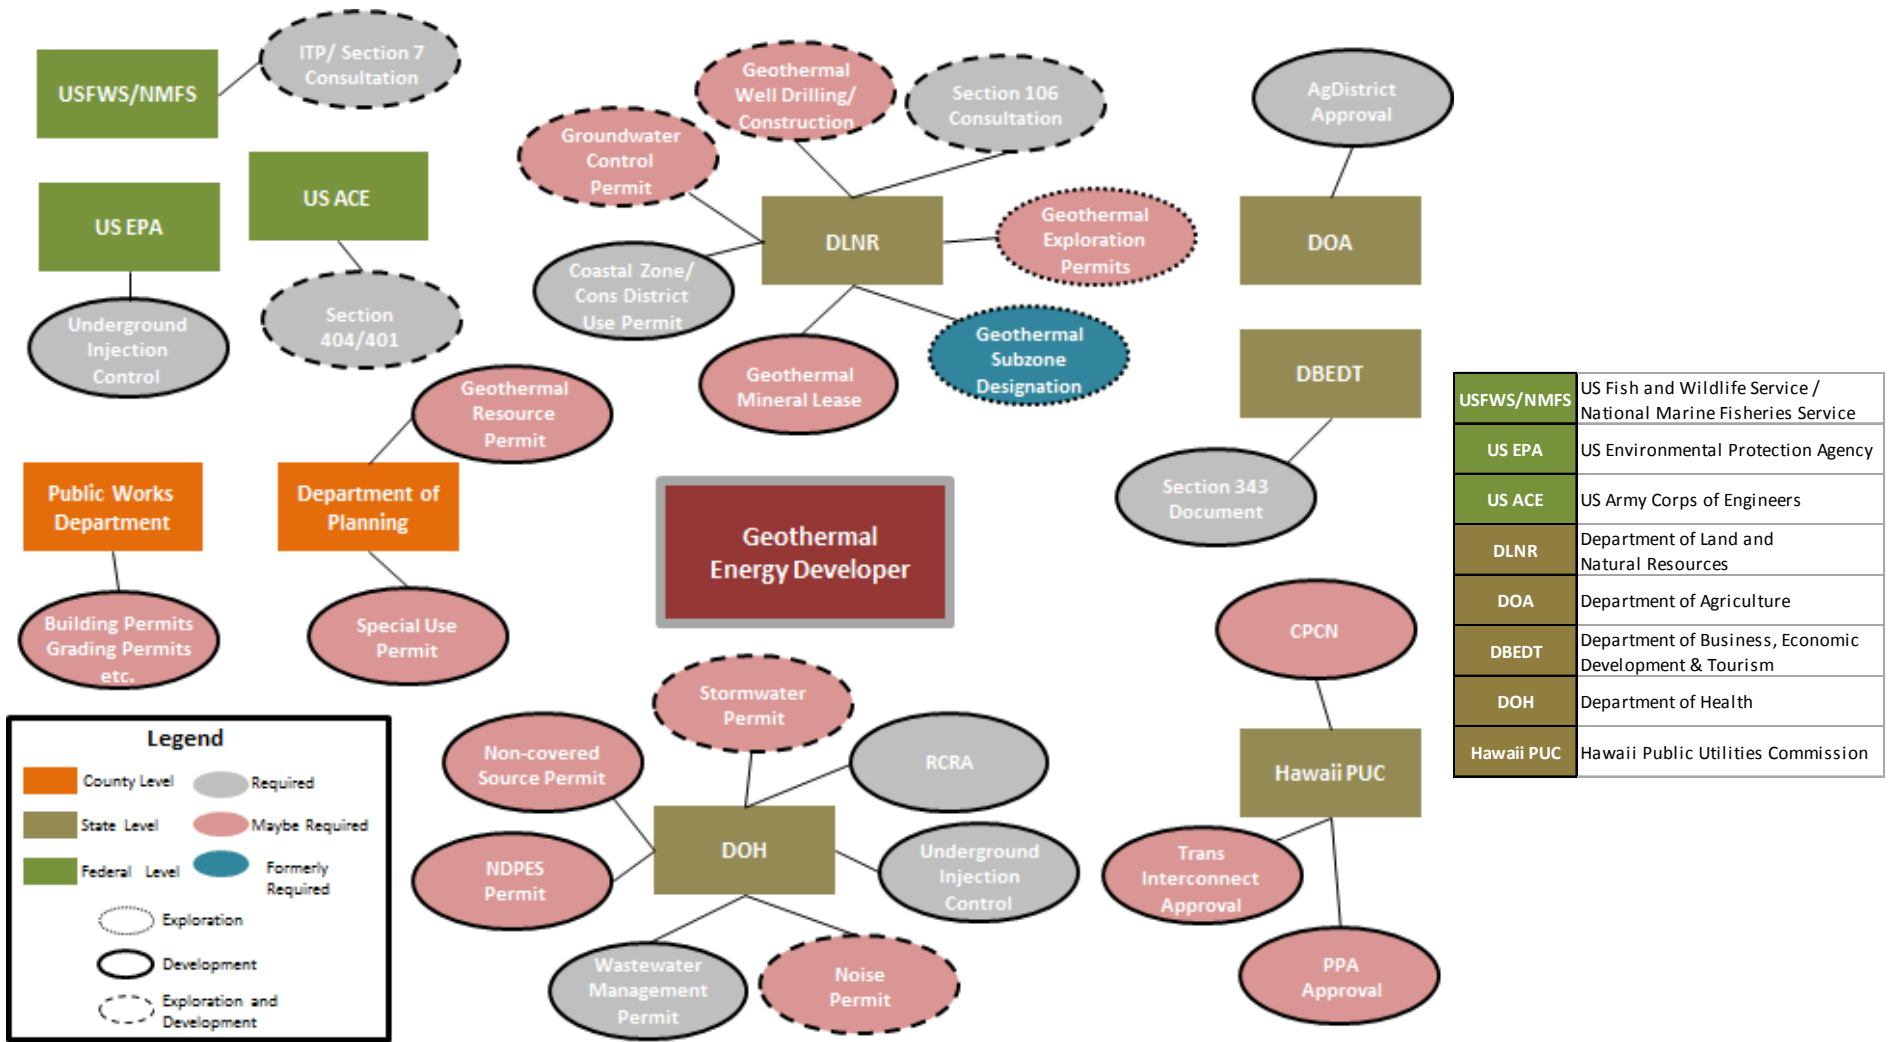 USFWS/NMFS
ITP/ Section 7
Consultation
US EPA
Underground
Injection
Control
US ACE
Section
404/401
Groundwater
Control
Permit
Geothermal
Well Drilling/
Construction
Section 106
Consultation
DLNR
Geothermal
Exploration
Permits
Coastal Zone/
Cons District
Use Permit
Geothermal
Mineral Lease
Geothermal
Subzone
Designation
AgDistrict
Approval
DOA
DBEDT
Section 343
Document
Geothermal
Resource
Permit
Public Works
Department
Department of
Planning
Building Permits
Grading Permits
etc.
Special Use
Permit
Geothermal
Energy Developer
CPCN
Hawaii PUC
Trans
Interconnect
Approval
PPA
Approval
Stormwater
Permit
Non-covered
Source Permit
RCRA
DOH
NDPES
Permit
Underground
Injection
Control
Wastewater
Management
Permit
Noise
Permit
Legend
County Level
Required
State Level
Maybe Required
Federal Level
Formerly
Required
Exploration
Development
Exploration and
Development
USFWS/NMFS
US Fish and Wildlife Service /
National Marine Fisheries Service
US EPA
US Environmental Protection Agency
US ACE
US Army Corps of Engineers
DLNR
Department of Land and
Natural Resources
DOA
Department of Agriculture
DBEDT
Department of Business, Economic
Development & Tourism
DOH
Department of Health
Hawaii PUC
Hawaii Public Utilities Commission